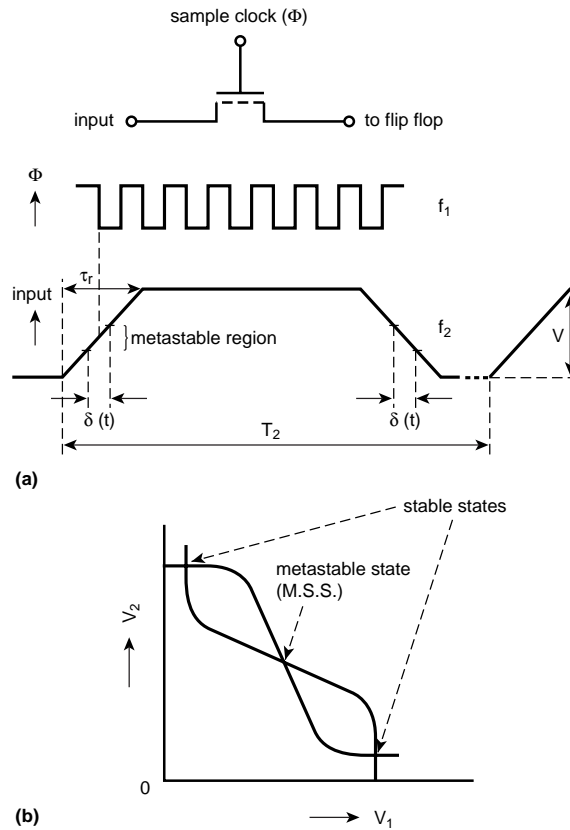 sample clock (Φ)
input
to flip flop
Φ
f₁
τᵣ
input
metastable region
f₂
V
δ (t)
δ (t)
T₂
(a)
stable states
metastable state
(M.S.S.)
V₂
0
V₁
(b)